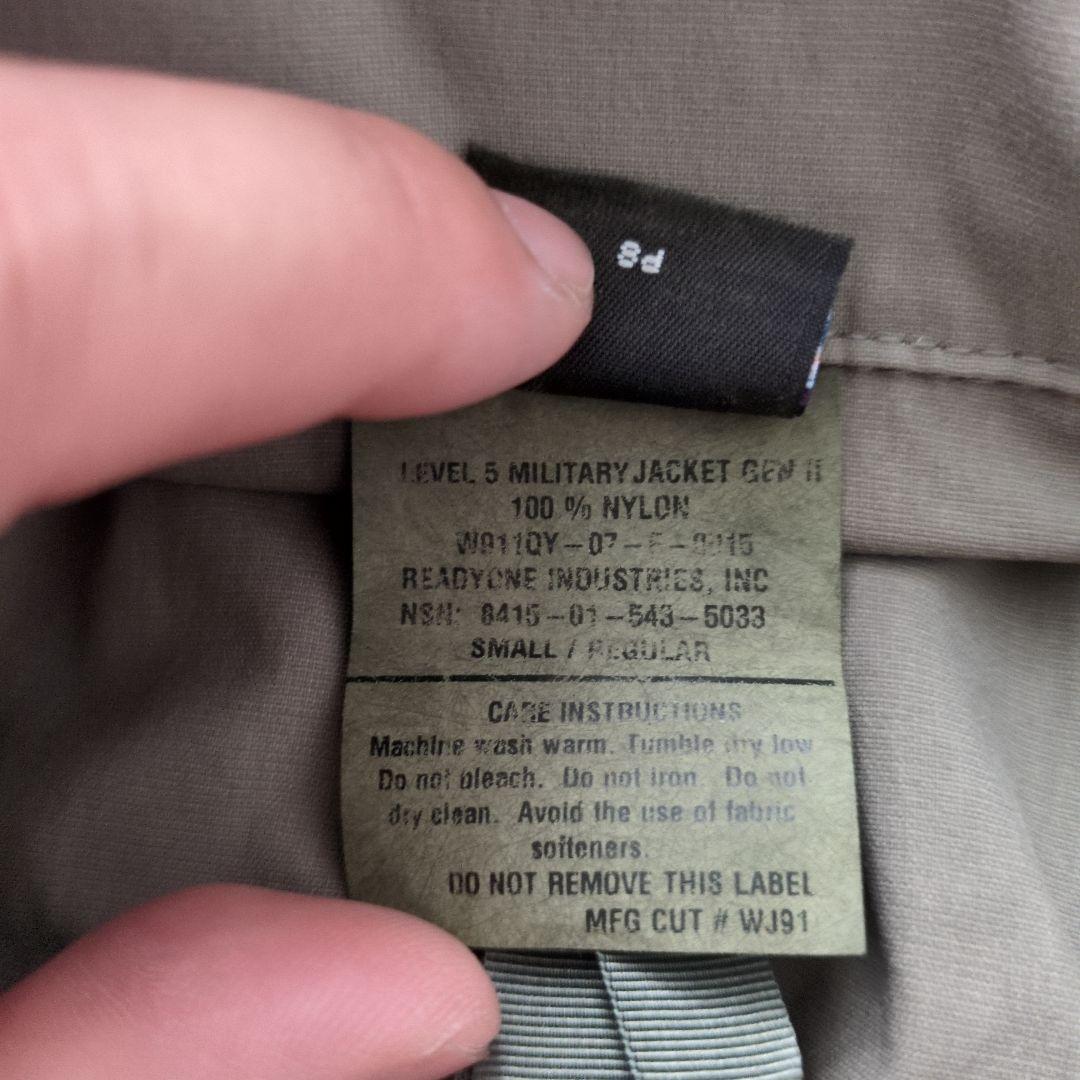 LEVEL 5 MILITARY JACKET GEN II
100 % NYLON
READYONE INDUSTRIES, INC
NSN: 8415-01-543-5033
SMALL / REGULAR
CARE INSTRUCTIONS
Machine wash warm. Tumble dry low
Do not bleach. Do not iron. Do not
dry clean. Avoid the use of fabric
softeners.
DO NOT REMOVE THIS LABEL
MFG CUT # WJ91